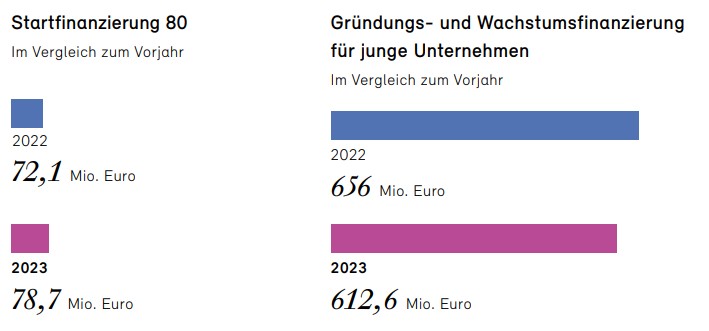 Startfinanzierung 80
Im Vergleich zum Vorjahr
2022
72,1 Mio. Euro
2023
78,7 Mio. Euro
Gründungs- und Wachstumsfinanzierung
für junge Unternehmen
Im Vergleich zum Vorjahr
2022
656 Mio. Euro
2023
612,6 Mio. Euro